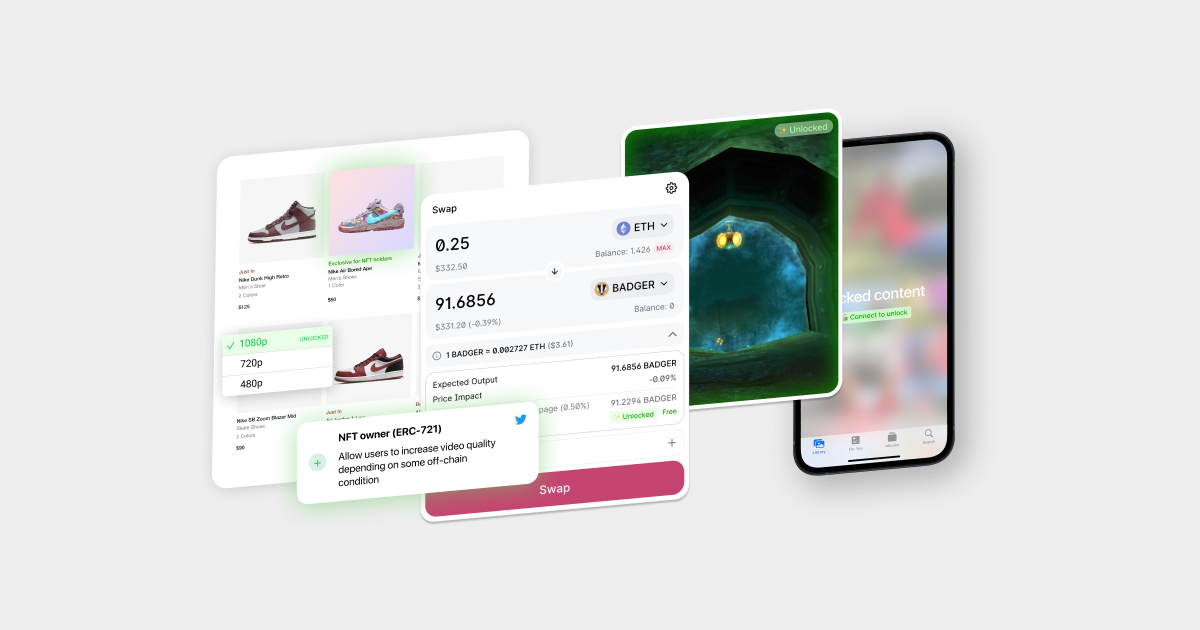 Just In
Nike Dunk High Retro
Men's Shoe
2 Colors
$125
Exclusive for NFT holders
Nike Air Bored Ape
Men's Shoes
1 Color
$90
1080p
UNLOCKED
720p
480p
Nike SB Zoom Blazer Mid
Skate Shoes
2 Colors
$90
Just In
NFT owner (ERC-721)
Allow users to increase video quality
depending on some off-chain
condition
Swap
0.25
ETH
$332.50
Balance: 1.426 MAX
91.6856
BADGER
$331.20 (-0.39%)
Balance: 0
1 BADGER = 0.002727 ETH ($3.61)
Expected Output
91.6856 BADGER
Price Impact
-0.09%
page (0.50%)
91.2294 BADGER
Unlocked
Free
Swap
Unlocked
cked content
Connect to unlock
Library
For You
Albums
Search